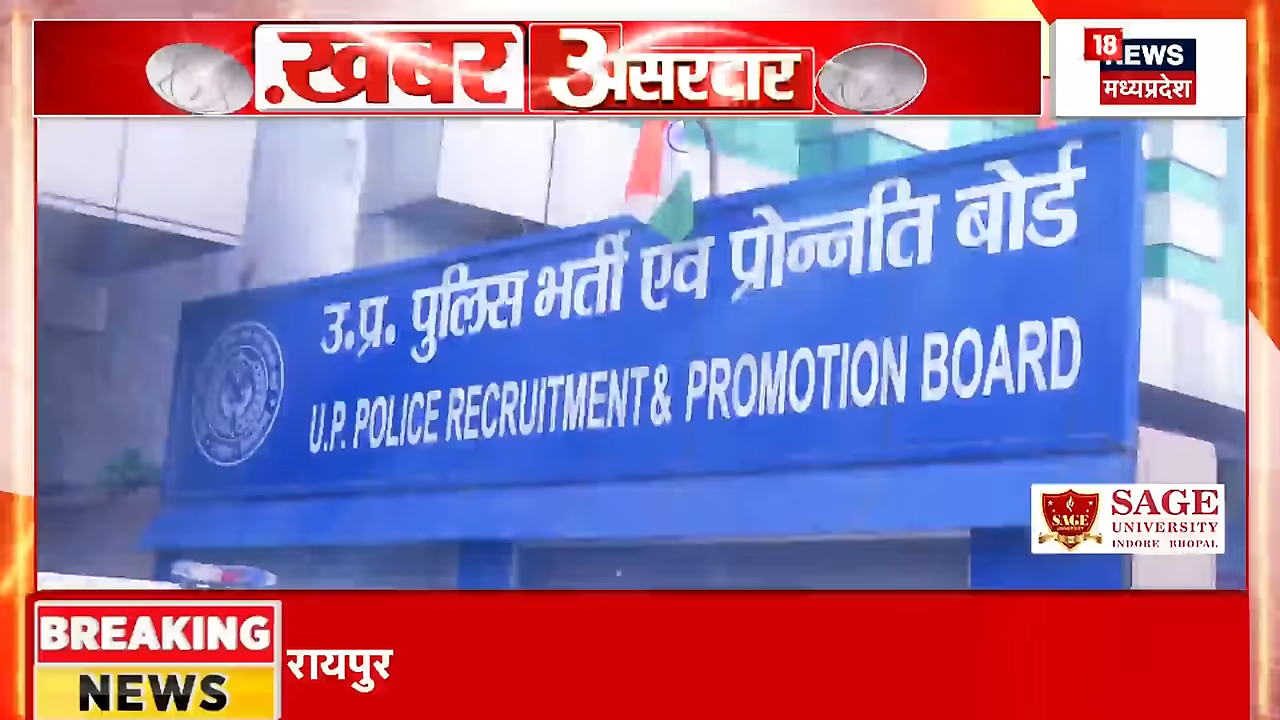 ख़बर असरदार
18
NEWS
मध्यप्रदेश
उ.प्र. पुलिस भर्ती एव प्रोन्नति बोर्ड
U.P. POLICE RECRUITMENT & PROMOTION BOARD
SAGE
SAGE
UNIVERSITY
INDORE BHOPAL
BREAKING
NEWS
रायपुर